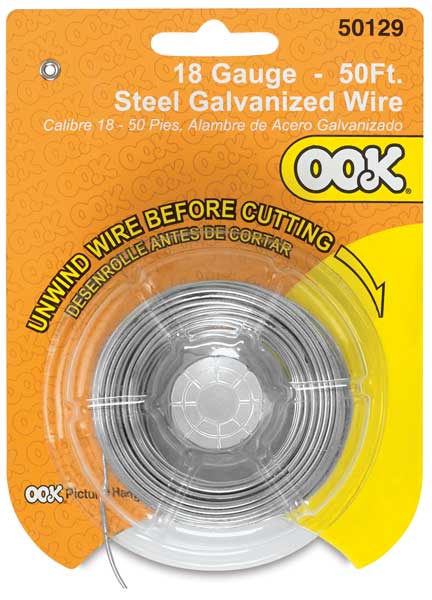 50129
18 Gauge - 50Ft.
Steel Galvanized Wire
Calibre 18 - 50 Pies, Alambre de Acero Galvanizado
OOK®
UNWIND WIRE BEFORE CUTTING
DESENROLLE ANTES DE CORTAR
OOK Picture